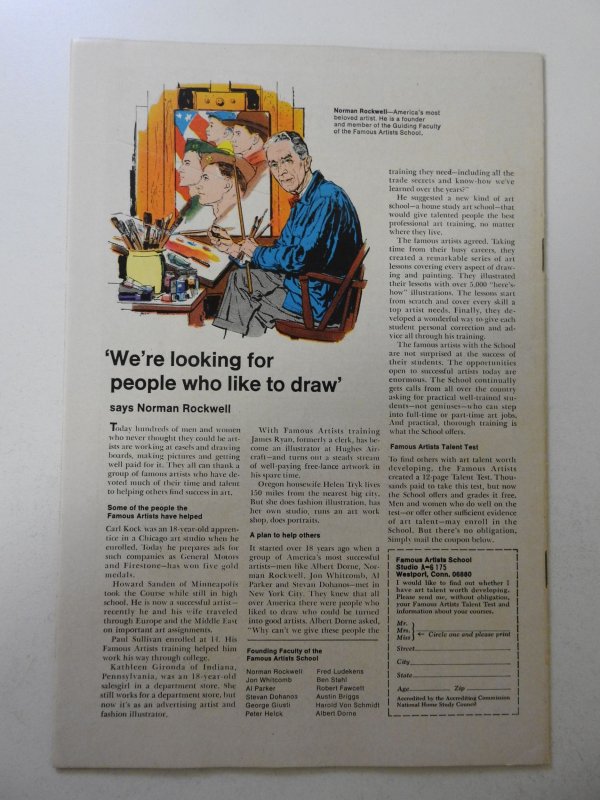 Norman Rockwell—America's most
beloved artist. He is a founder
and member of the Guiding Faculty
of the Famous Artists School.
'We're looking for
people who like to draw'
says Norman Rockwell
Today hundreds of men and women
who never thought they could be art-
ists are working at easels and drawing
boards, making pictures and getting
well paid for it. They all can thank a
group of famous artists who have de-
voted much of their time and talent
to helping others find success in art.
Some of the people the
Famous Artists have helped
Carl Kock was an 18-year-old appren-
tice in a Chicago art studio when he
enrolled. Today he prepares ads for
such companies as General Motors
and Firestone—has won five gold
medals.
Howard Sanden of Minneapolis
took the Course while still in high
school. He is now a successful artist—
recently he and his wife traveled
through Europe and the Middle East
on important art assignments.
Paul Sullivan enrolled at 14. His
Famous Artists training helped him
work his way through college.
Kathleen Gironda of Indiana,
Pennsylvania, was an 18-year-old
salesgirl in a department store. She
still works for a department store, but
now it's as an advertising artist and
fashion illustrator.
With Famous Artists training
James Ryan, formerly a clerk, has be-
come an illustrator at Hughes Air-
craft—and turns out a steady stream
of well-paying free-lance artwork in
his spare time.
Oregon housewife Helen Tryk lives
150 miles from the nearest big city.
But she does fashion illustration, has
her own studio, runs an art work
shop, does portraits.
A plan to help others
It started over 18 years ago when a
group of America's most successful
artists—men like Albert Dorne, Nor-
man Rockwell, Jon Whitcomb, Al
Parker and Stevan Dohanos—met in
New York City. They knew that all
over America there were people who
liked to draw who could be turned
into good artists. Albert Dorne asked,
"Why can't we give these people the
Founding Faculty of the
Famous Artists School
Norman Rockwell
Jon Whitcomb
Al Parker
Stevan Dohanos
George Giusti
Peter Helck
Fred Ludekens
Ben Stahl
Robert Fawcett
Austin Briggs
Harold Von Schmidt
Albert Dorne
training they need—including all the
trade secrets and know-how we've
learned over the years?"
He suggested a new kind of art
school—a home study art school—that
would give talented people the best
professional art training, no matter
where they live.
The famous artists agreed. Taking
time from their busy careers, they
created a remarkable series of art
lessons covering every aspect of draw-
ing and painting. They illustrated
their lessons with over 5,000 "here's-
how" illustrations. The lessons start
from scratch and cover every skill a
top artist needs. Finally, they de-
veloped a wonderful way to give each
student personal correction and ad-
vice all through his training.
The famous artists with the School
are not surprised at the success of
their students. The opportunities
open to successful artists today are
enormous. The School continually
gets calls from all over the country
asking for practical well-trained stu-
dents—not geniuses—who can step
into full-time or part-time art jobs.
And practical, thorough training is
what the School offers.
Famous Artists Talent Test
To find others with art talent worth
developing, the Famous Artists
created a 12-page Talent Test. Thou-
sands paid to take this test, but now
the School offers and grades it free.
Men and women who do well on the
test—or offer other sufficient evidence
of art talent—may enroll in the
School. But there's no obligation.
Simply mail the coupon below.
Famous Artists School
Studio A-6175
Westport, Conn. 06880
I would like to find out whether I
have art talent worth developing.
Please send me, without obligation,
your Famous Artists Talent Test and
information about your courses.
Mr.
Mrs.
Miss ← Circle one and please print
Street
City
State
Age Zip
Accredited by the Accrediting Commission
National Home Study Council